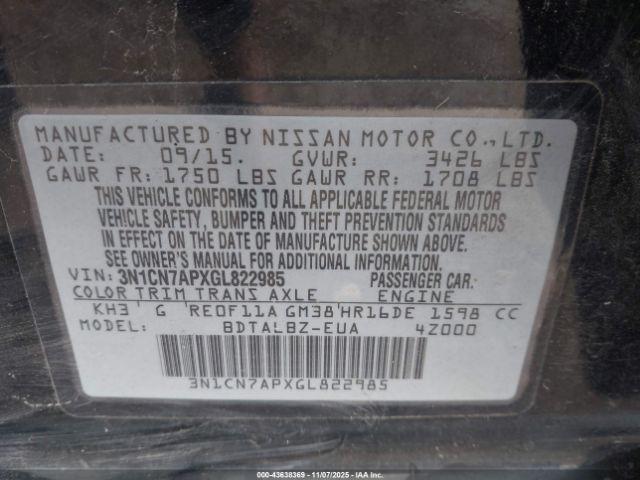 MANUFACTURED BY NISSAN MOTOR CO., LTD.
DATE: 09/15. GVWR: 3426 LBS
GAWR FR: 1750 LBS GAWR RR: 1708 LBS
THIS VEHICLE CONFORMS TO ALL APPLICABLE FEDERAL MOTOR
VEHICLE SAFETY, BUMPER AND THEFT PREVENTION STANDARDS
IN EFFECT ON THE DATE OF MANUFACTURE SHOWN ABOVE.
SEE OWNER'S MANUAL FOR ADDITIONAL INFORMATION.
VIN: 3N1CN7APXGL822985 PASSENGER CAR.
COLOR TRIM TRANS AXLE ENGINE
KH3 G RE0F11A GM38 HR16DE 1598 CC
MODEL: BDTALBZ-EUA 4Z000
3N1CN7APXGL822985
000-43638369 11/07/2025 IAA Inc.